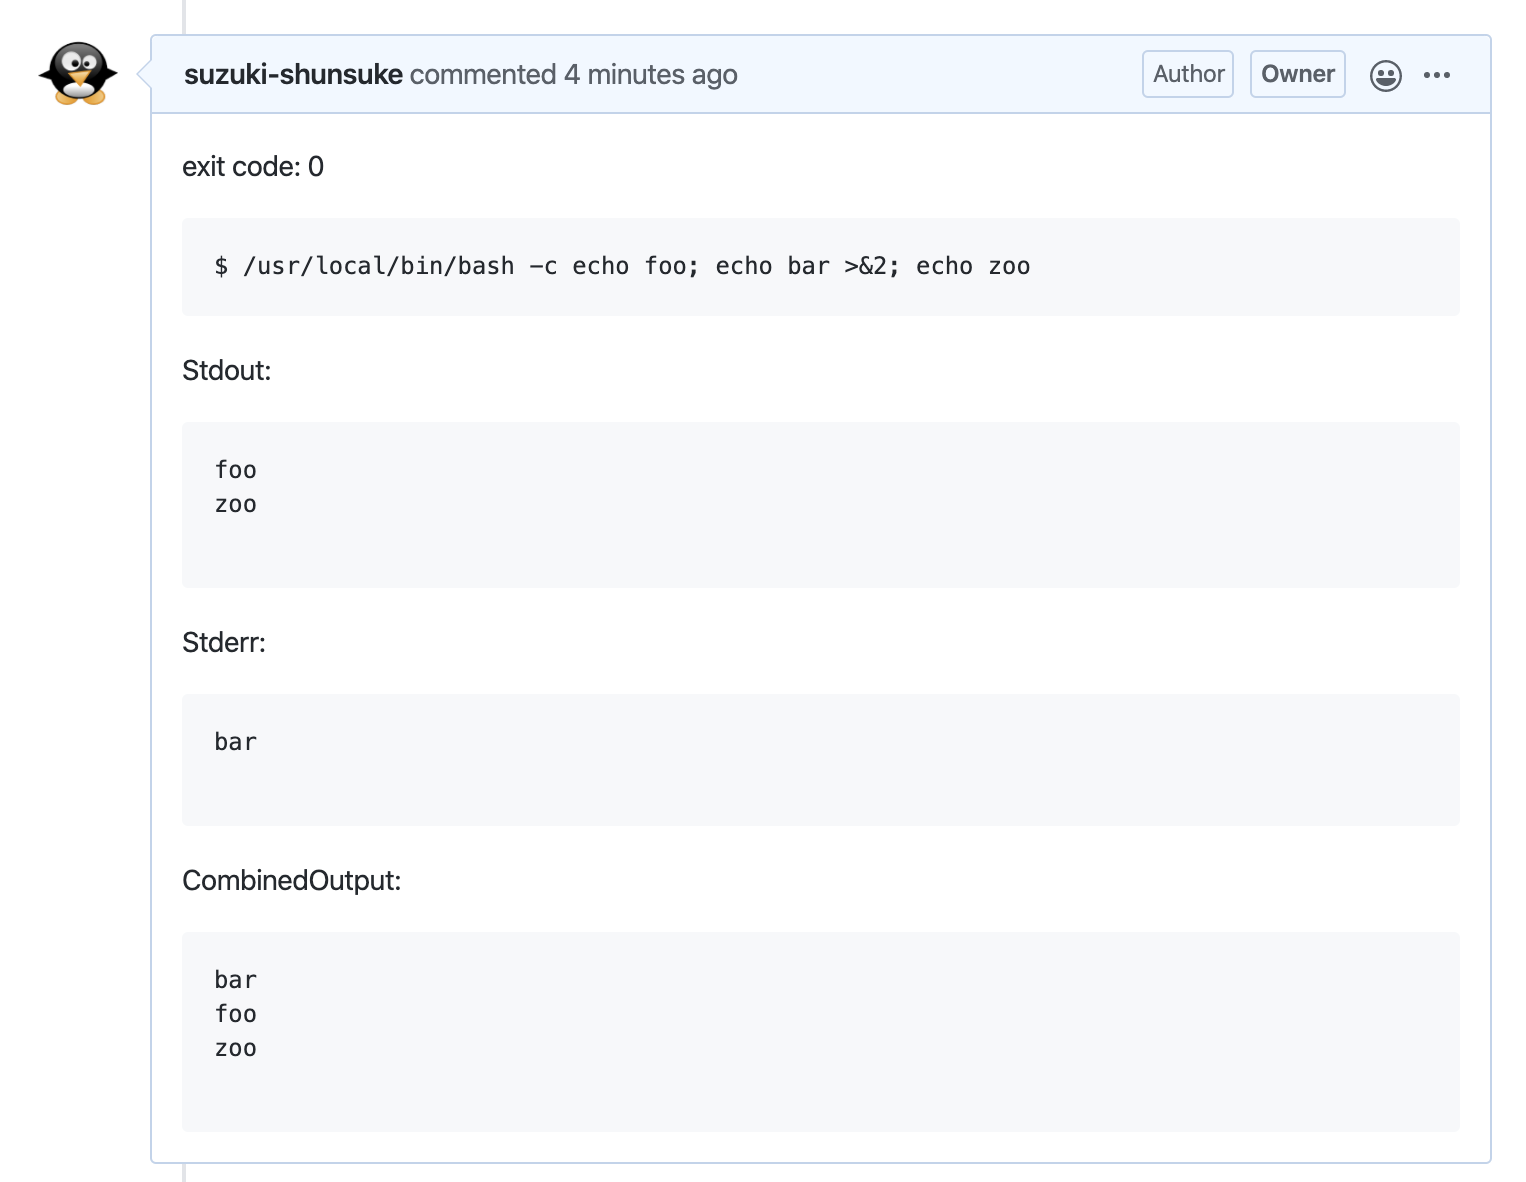 suzuki-shunsuke commented 4 minutes ago Author Owner
exit code: 0
$ /usr/local/bin/bash -c echo foo; echo bar >&2; echo zoo
Stdout:
foo
zoo
Stderr:
bar
CombinedOutput:
bar
foo
zoo